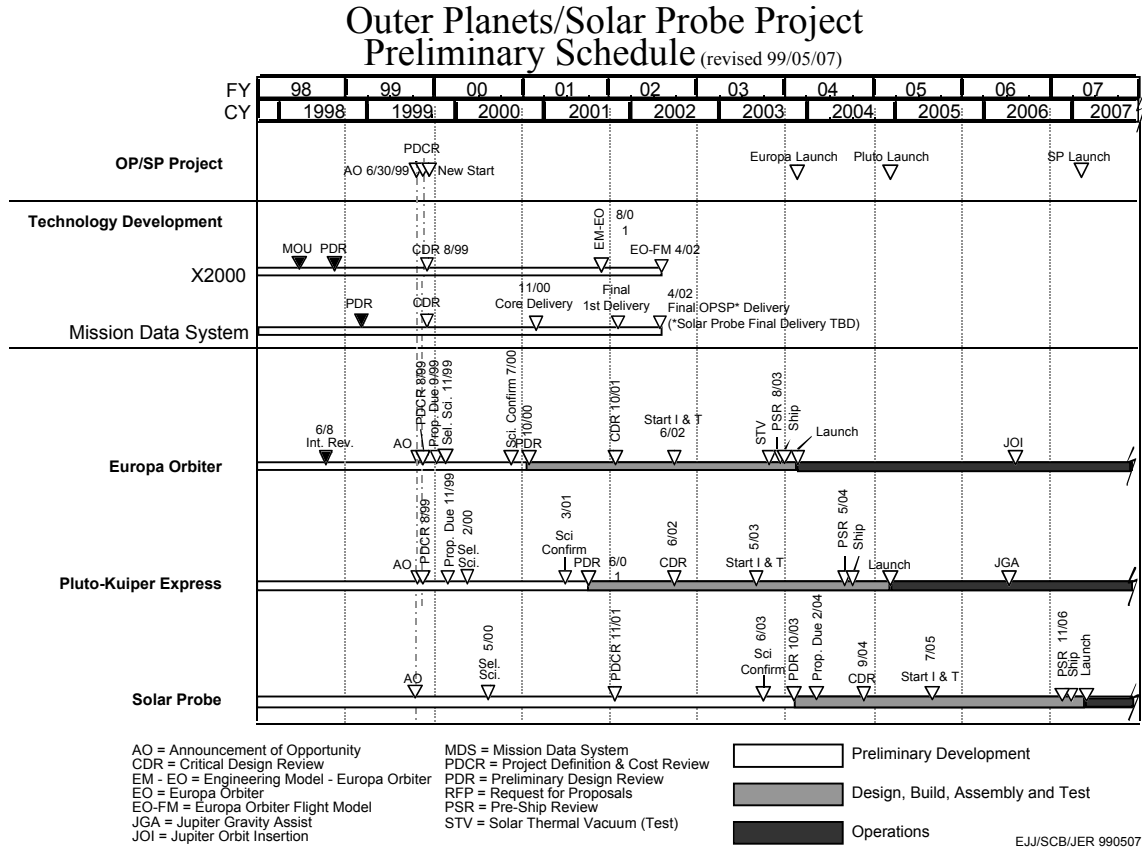 Outer Planets/Solar Probe Project
Preliminary Schedule (revised 99/05/07)
FY 98 99 00 01 02 03 04 05 06 07
CY 1998 1999 2000 2001 2002 2003 2004 2005 2006 2007
OP/SP Project
PDCR
AO 6/30/99
New Start
Europa Launch
Pluto Launch
SP Launch
Technology Development
X2000
MOU
PDR
CDR 8/99
EM-EO
8/0
1
EO-FM 4/02
Mission Data System
PDR
CDR
11/00
Core Delivery
Final
1st Delivery
4/02
Final OPSP* Delivery
(*Solar Probe Final Delivery TBD)
Europa Orbiter
6/8
Int. Rev.
AO
PDCR 8/99
Prop. Due 9/99
Sel. Sci. 11/99
Sci. Confirm 7/00
PDR
10/00
CDR 10/01
Start I & T
6/02
STV
PSR 8/03
Ship
Launch
JOI
Pluto-Kuiper Express
AO
PDCR 8/99
Prop. Due 11/99
2/00
Sel.
Sci.
3/01
Sci
Confirm
PDR
6/0
1
6/02
CDR
5/03
Start I & T
PSR 5/04
Ship
Launch
JGA
Solar Probe
AO
5/00
Sel.
Sci.
PDCR 11/01
6/03
Sci
Confirm
PDR 10/03
Prop. Due 2/04
9/04
CDR
7/05
Start I & T
PSR 11/06
Ship
Launch
AO = Announcement of Opportunity
CDR = Critical Design Review
EM - EO = Engineering Model - Europa Orbiter
EO = Europa Orbiter
EO-FM = Europa Orbiter Flight Model
JGA = Jupiter Gravity Assist
JOI = Jupiter Orbit Insertion
MDS = Mission Data System
PDCR = Project Definition & Cost Review
PDR = Preliminary Design Review
RFP = Request for Proposals
PSR = Pre-Ship Review
STV = Solar Thermal Vacuum (Test)
Preliminary Development
Design, Build, Assembly and Test
Operations
EJJ/SCB/JER 990507